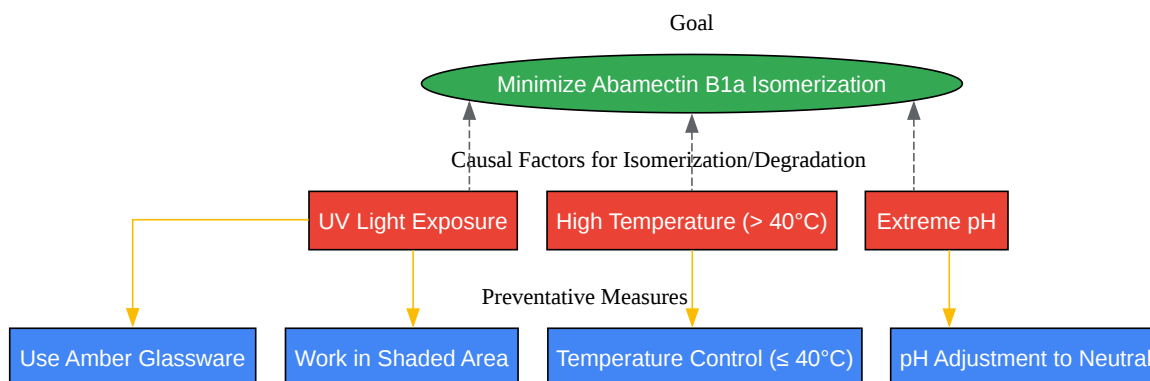 Goal
Minimize Abamectin B1a Isomerization
Causal Factors for Isomerization/Degradation
UV Light Exposure
High Temperature (> 40°C)
Extreme pH
Preventative Measures
Use Amber Glassware
Work in Shaded Area
Temperature Control (≤ 40°C)
pH Adjustment to Neutral